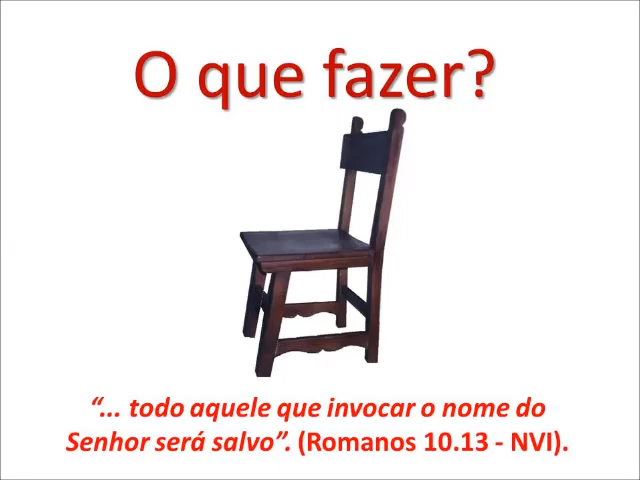 O que fazer?
“... todo aquele que invocar o nome do
Senhor será salvo”. (Romanos 10.13 - NVI).